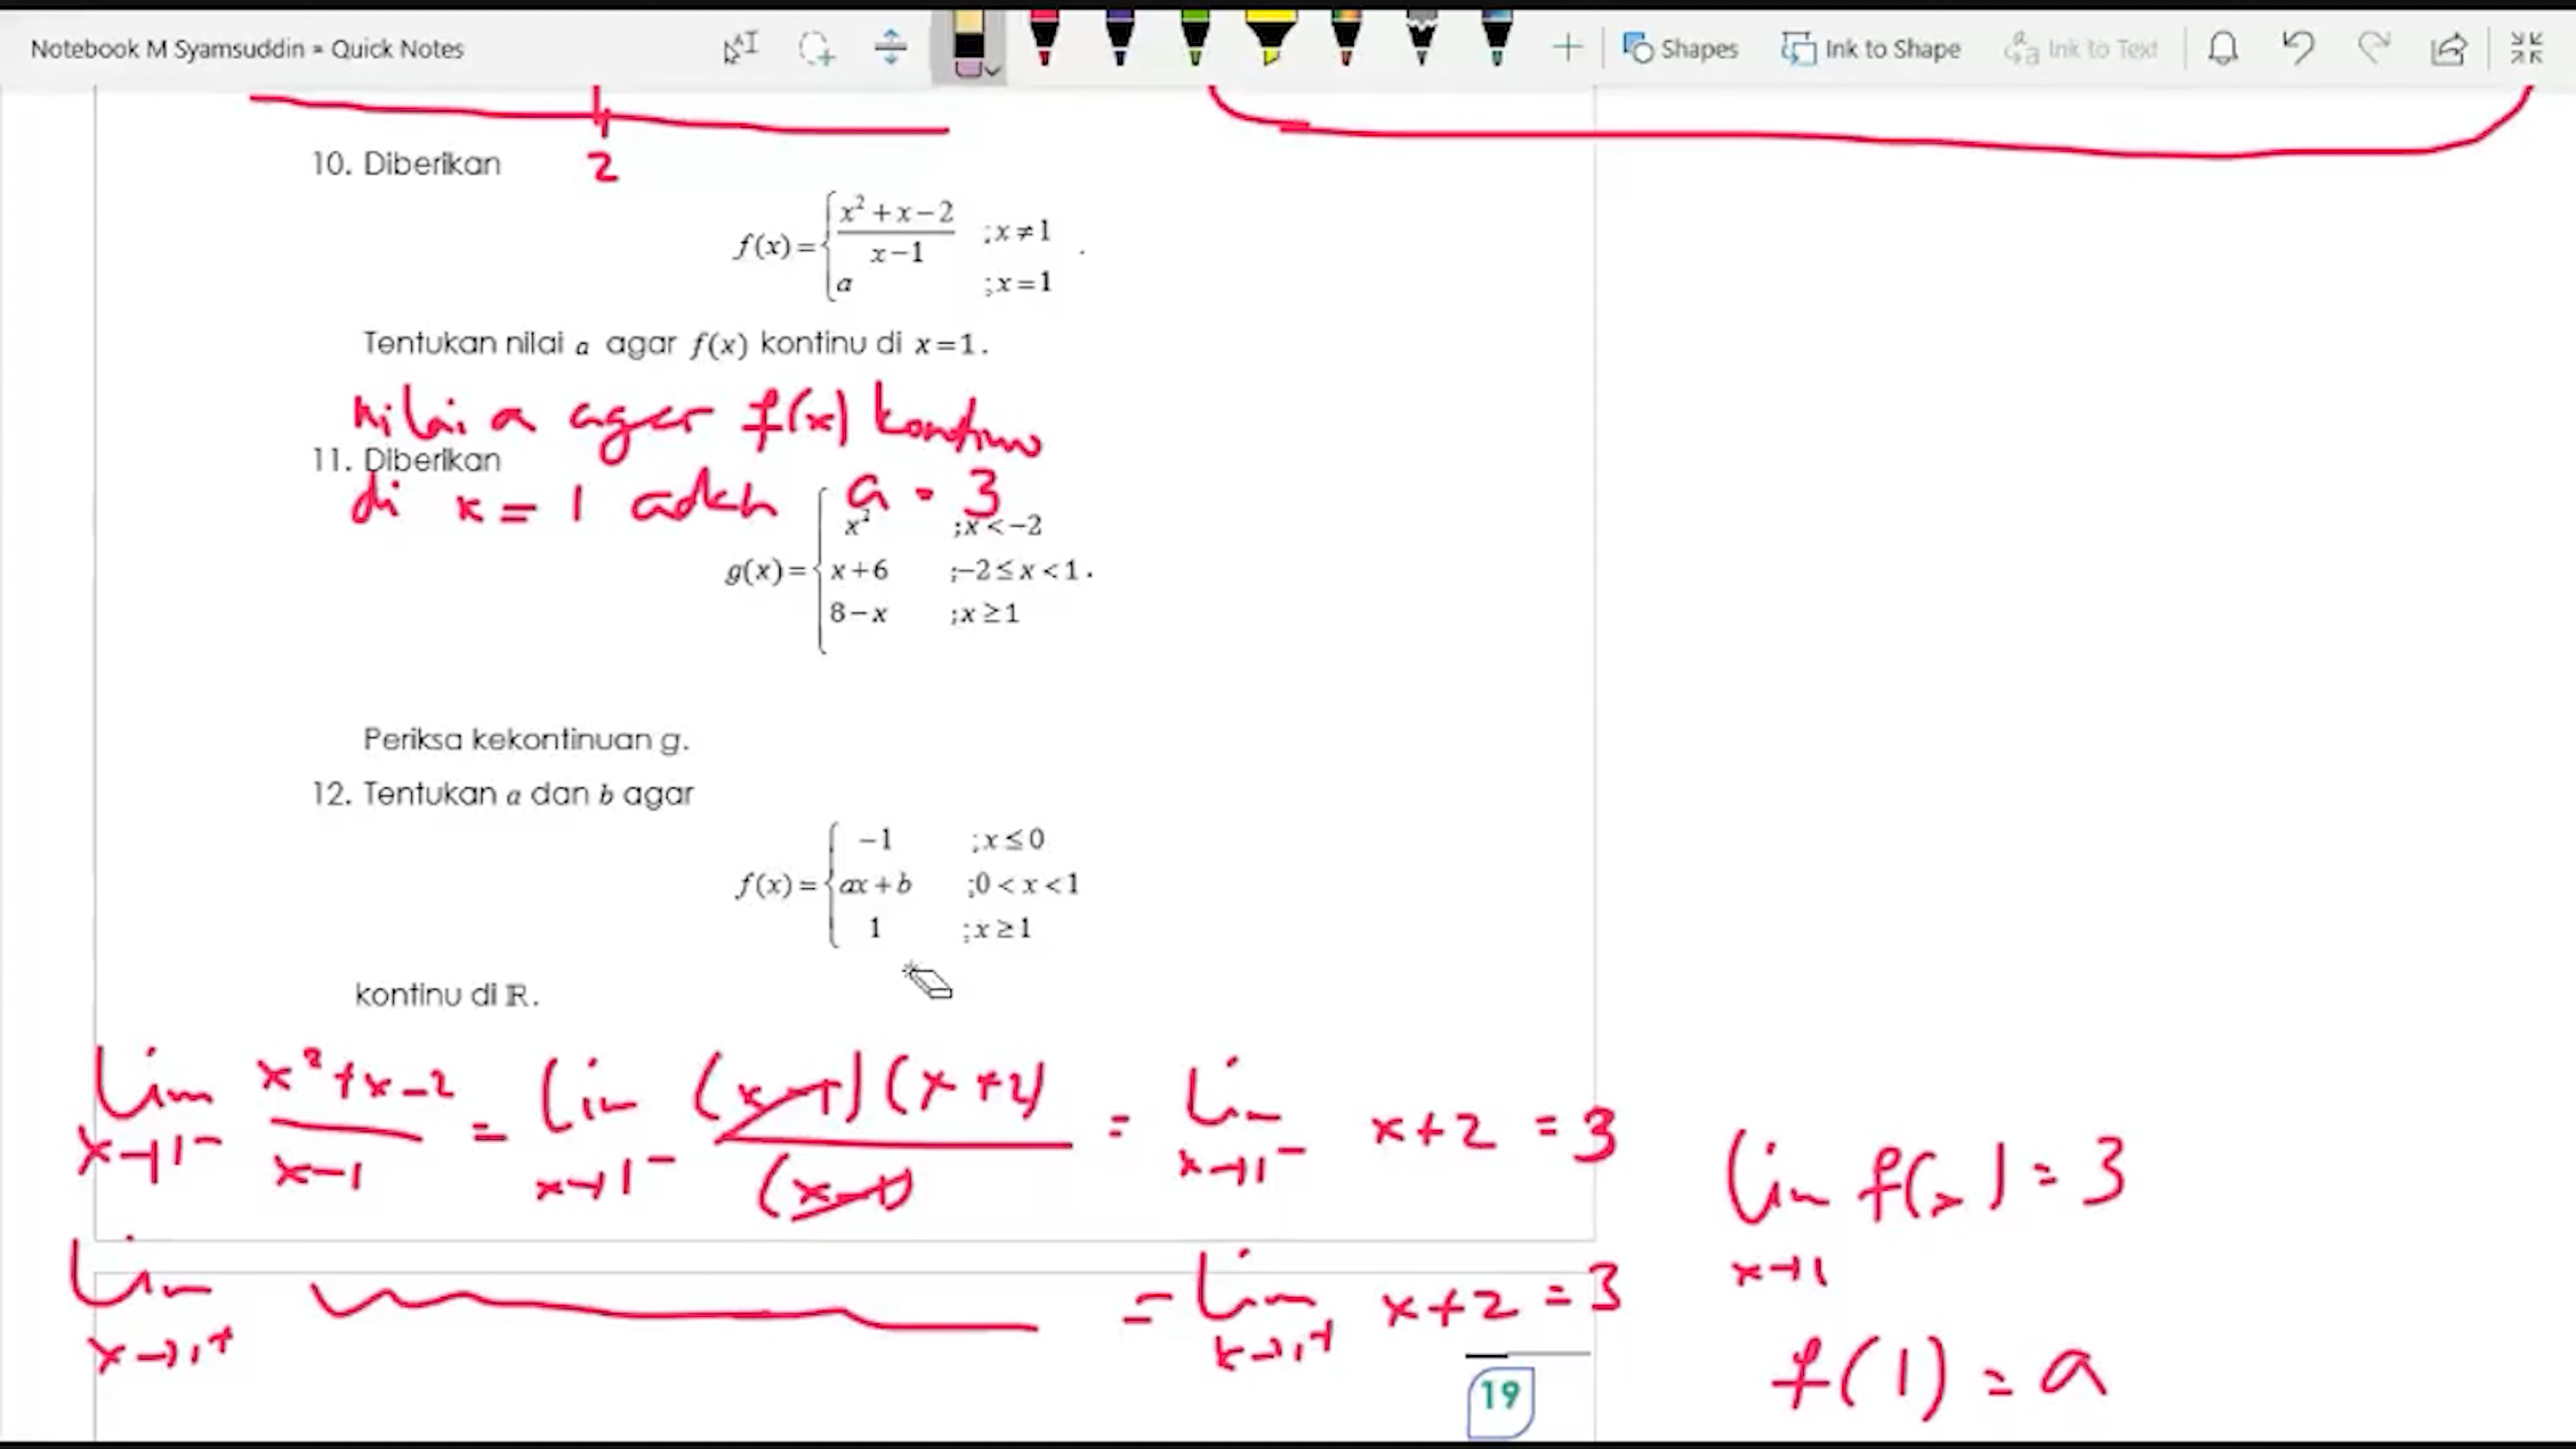 Notebook M Syamsuddin » Quick Notes
Shapes
Ink to Shape
Ink to Text
2
10. Diberikan
f(x)={ x²+x−2 / x−1 ;x≠1 .
a ;x=1
Tentukan nilai a agar f(x) kontinu di x=1.
nilai a agar f(x) kontinu
11. Diberikan
di x = 1 adlh a = 3
x² ;x<−2
g(x)={ x+6 ;−2≤x<1.
8−x ;x≥1
Periksa kekontinuan g.
12. Tentukan a dan b agar
−1 ;x≤0
f(x)={ ax+b ;0<x<1
1 ;x≥1
kontinu di ℝ.
lim x→1⁻ x²+x−2 / x−1 = lim x→1⁻ (x−1)(x+2) / (x−1) = lim x→1⁻ x+2 = 3
lim x→1 f(x) = 3
lim x→1⁺ = lim x→1⁺ x+2 = 3
f(1) = a
19